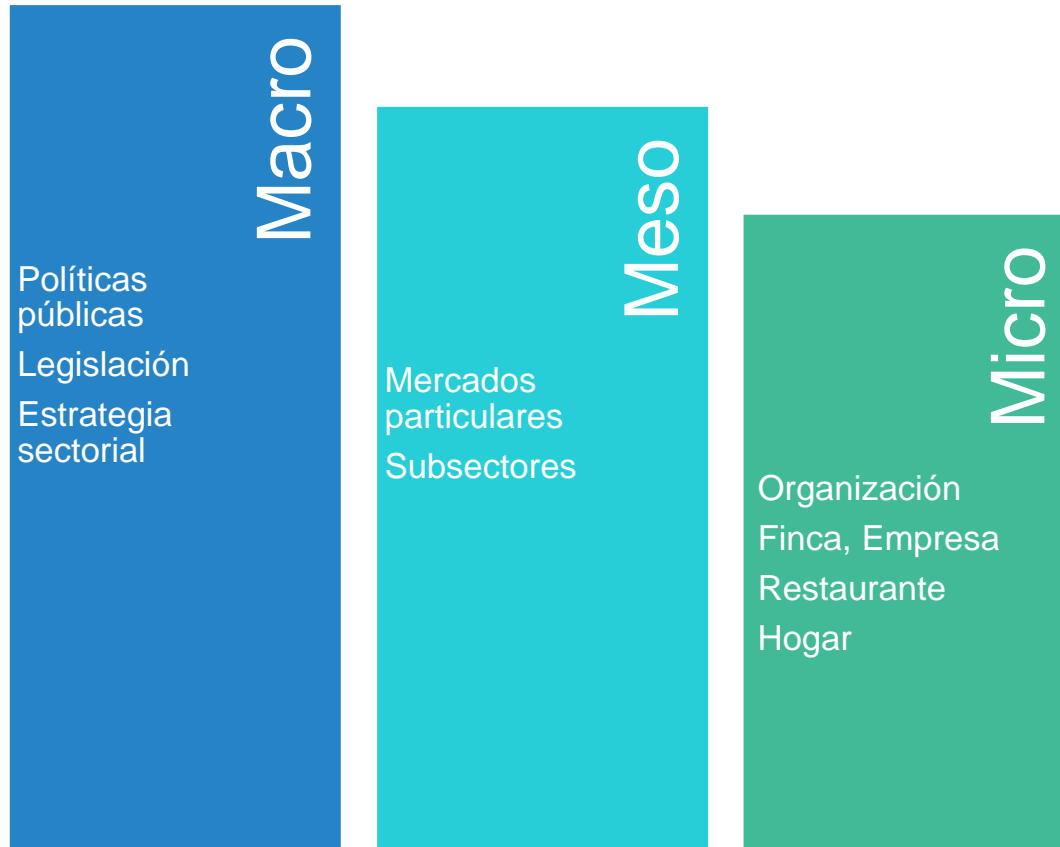 Macro
Políticas
públicas
Legislación
Estrategia
sectorial
Meso
Mercados
particulares
Subsectores
Micro
Organización
Finca, Empresa
Restaurante
Hogar